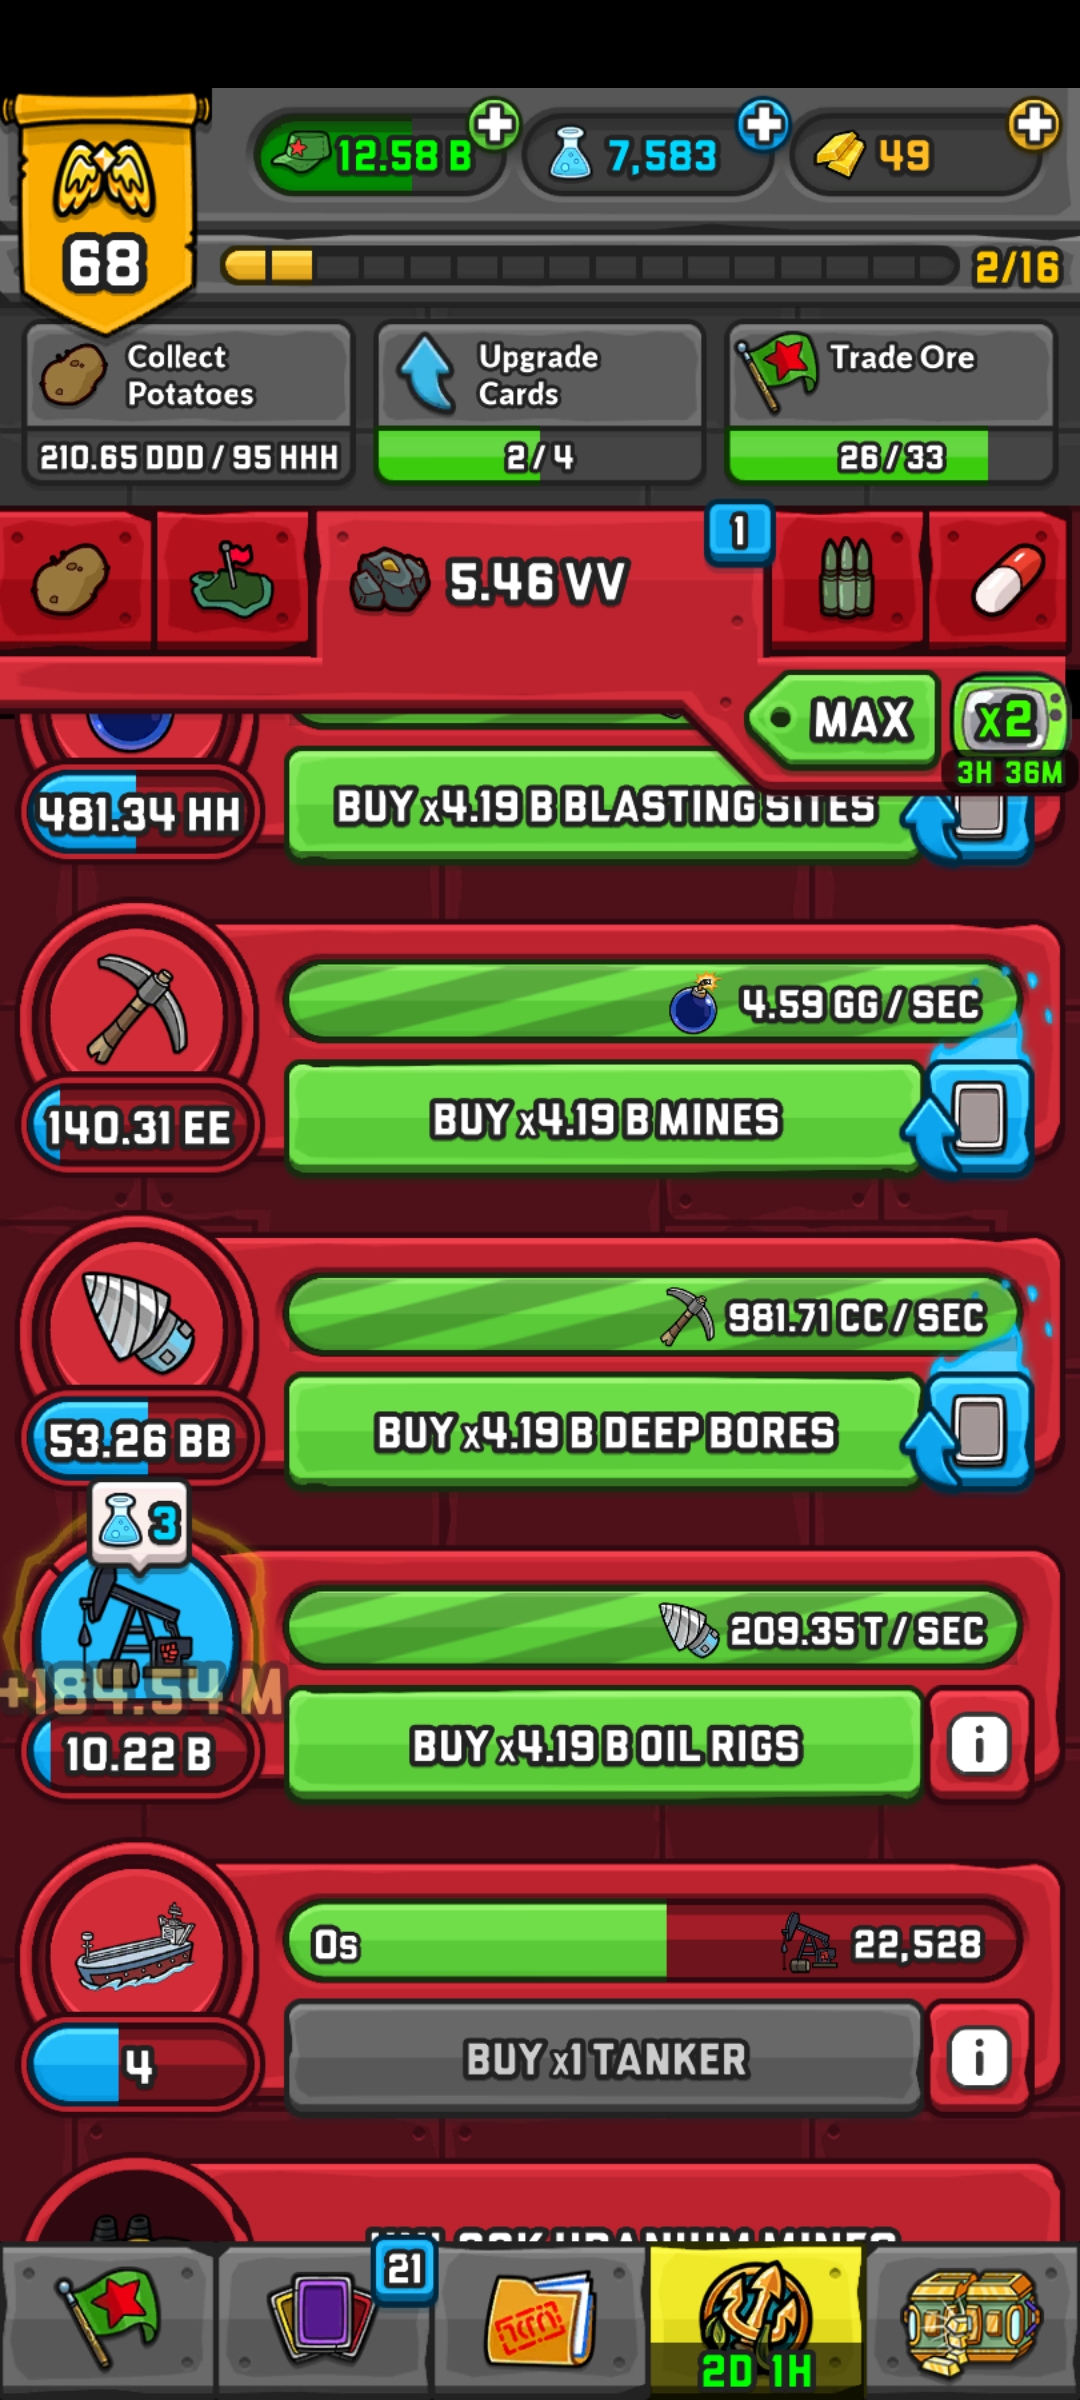 12.58 B
7,583
49
68
2/16
Collect
Potatoes
210.65 DDD / 95 HHH
Upgrade
Cards
2/4
Trade Ore
26/33
5.46 VV
1
MAX
x2
3H 36M
481.34 HH
BUY x4.19 B BLASTING SITES
4.59 GG / SEC
140.31 EE
BUY x4.19 B MINES
981.71 CC / SEC
53.26 BB
BUY x4.19 B DEEP BORES
3
209.35 T / SEC
+184.54 M
10.22 B
BUY x4.19 B OIL RIGS
i
0s
22,528
4
BUY x1 TANKER
i
21
2D 1H